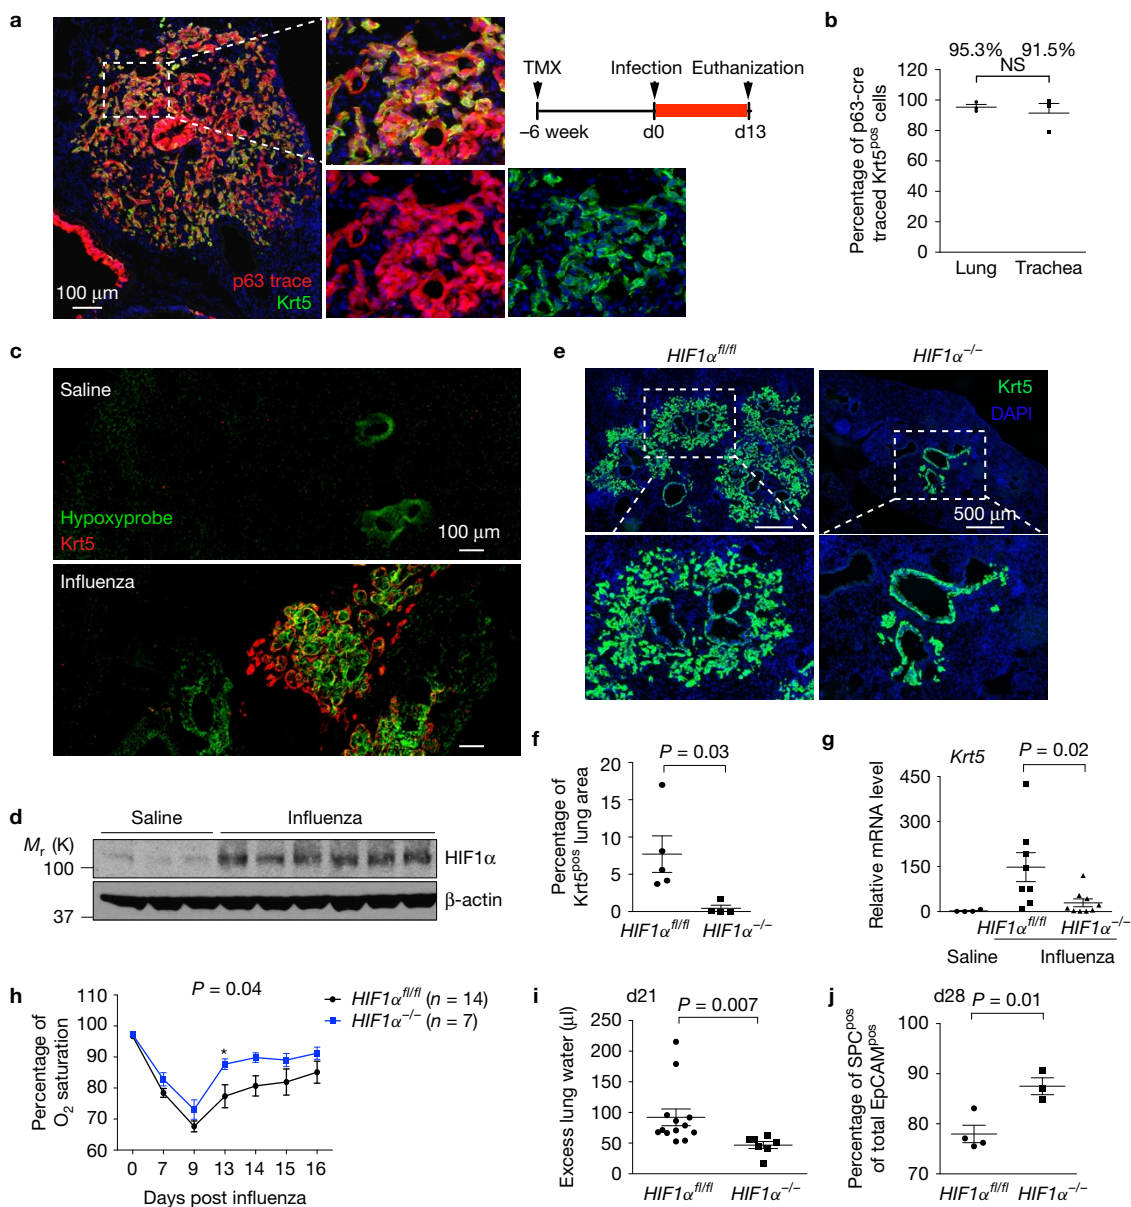 a
p63 trace
Krt5
100 μm
TMX
Infection
Euthanization
–6 week
d0
d13
b
95.3% 91.5%
NS
Percentage of p63-cre
traced Krt5pos cells
120
100
80
60
40
20
0
Lung
Trachea
c
Saline
Hypoxyprobe
Krt5
100 μm
Influenza
d
Saline
Influenza
Mr (K)
100
37
HIF1α
β-actin
e
HIF1αfl/fl
HIF1α–/–
Krt5
DAPI
500 μm
f
P = 0.03
Percentage of
Krt5pos lung area
20
15
10
5
0
HIF1αfl/fl
HIF1α–/–
g
Krt5
P = 0.02
Relative mRNA level
450
300
150
0
HIF1αfl/fl
HIF1α–/–
Saline
Influenza
h
P = 0.04
HIF1αfl/fl (n = 14)
HIF1α–/– (n = 7)
Percentage of
O2 saturation
110
100
90
80
70
60
*
0 7 9 13 14 15 16
Days post influenza
i
d21
P = 0.007
Excess lung water (μl)
250
200
150
100
50
0
HIF1αfl/fl
HIF1α–/–
j
d28
P = 0.01
Percentage of SPCpos
of total EpCAMpos
90
80
70
HIF1αfl/fl
HIF1α–/–